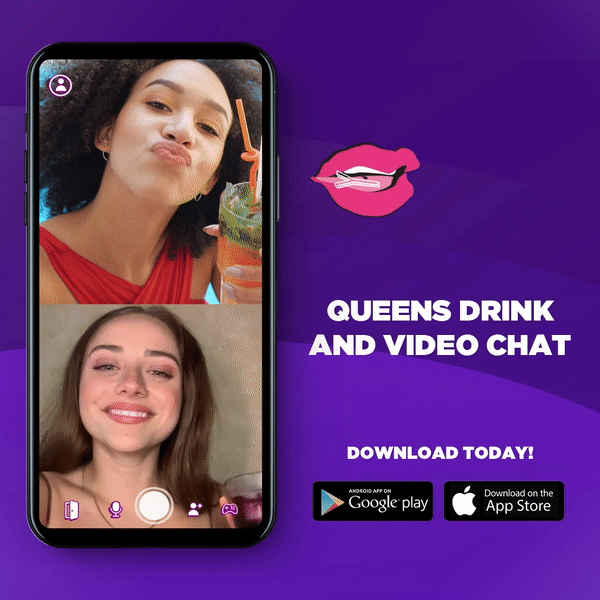 QUEENS DRINK
AND VIDEO CHAT
DOWNLOAD TODAY!
ANDROID APP ON
Google play
Download on the
App Store